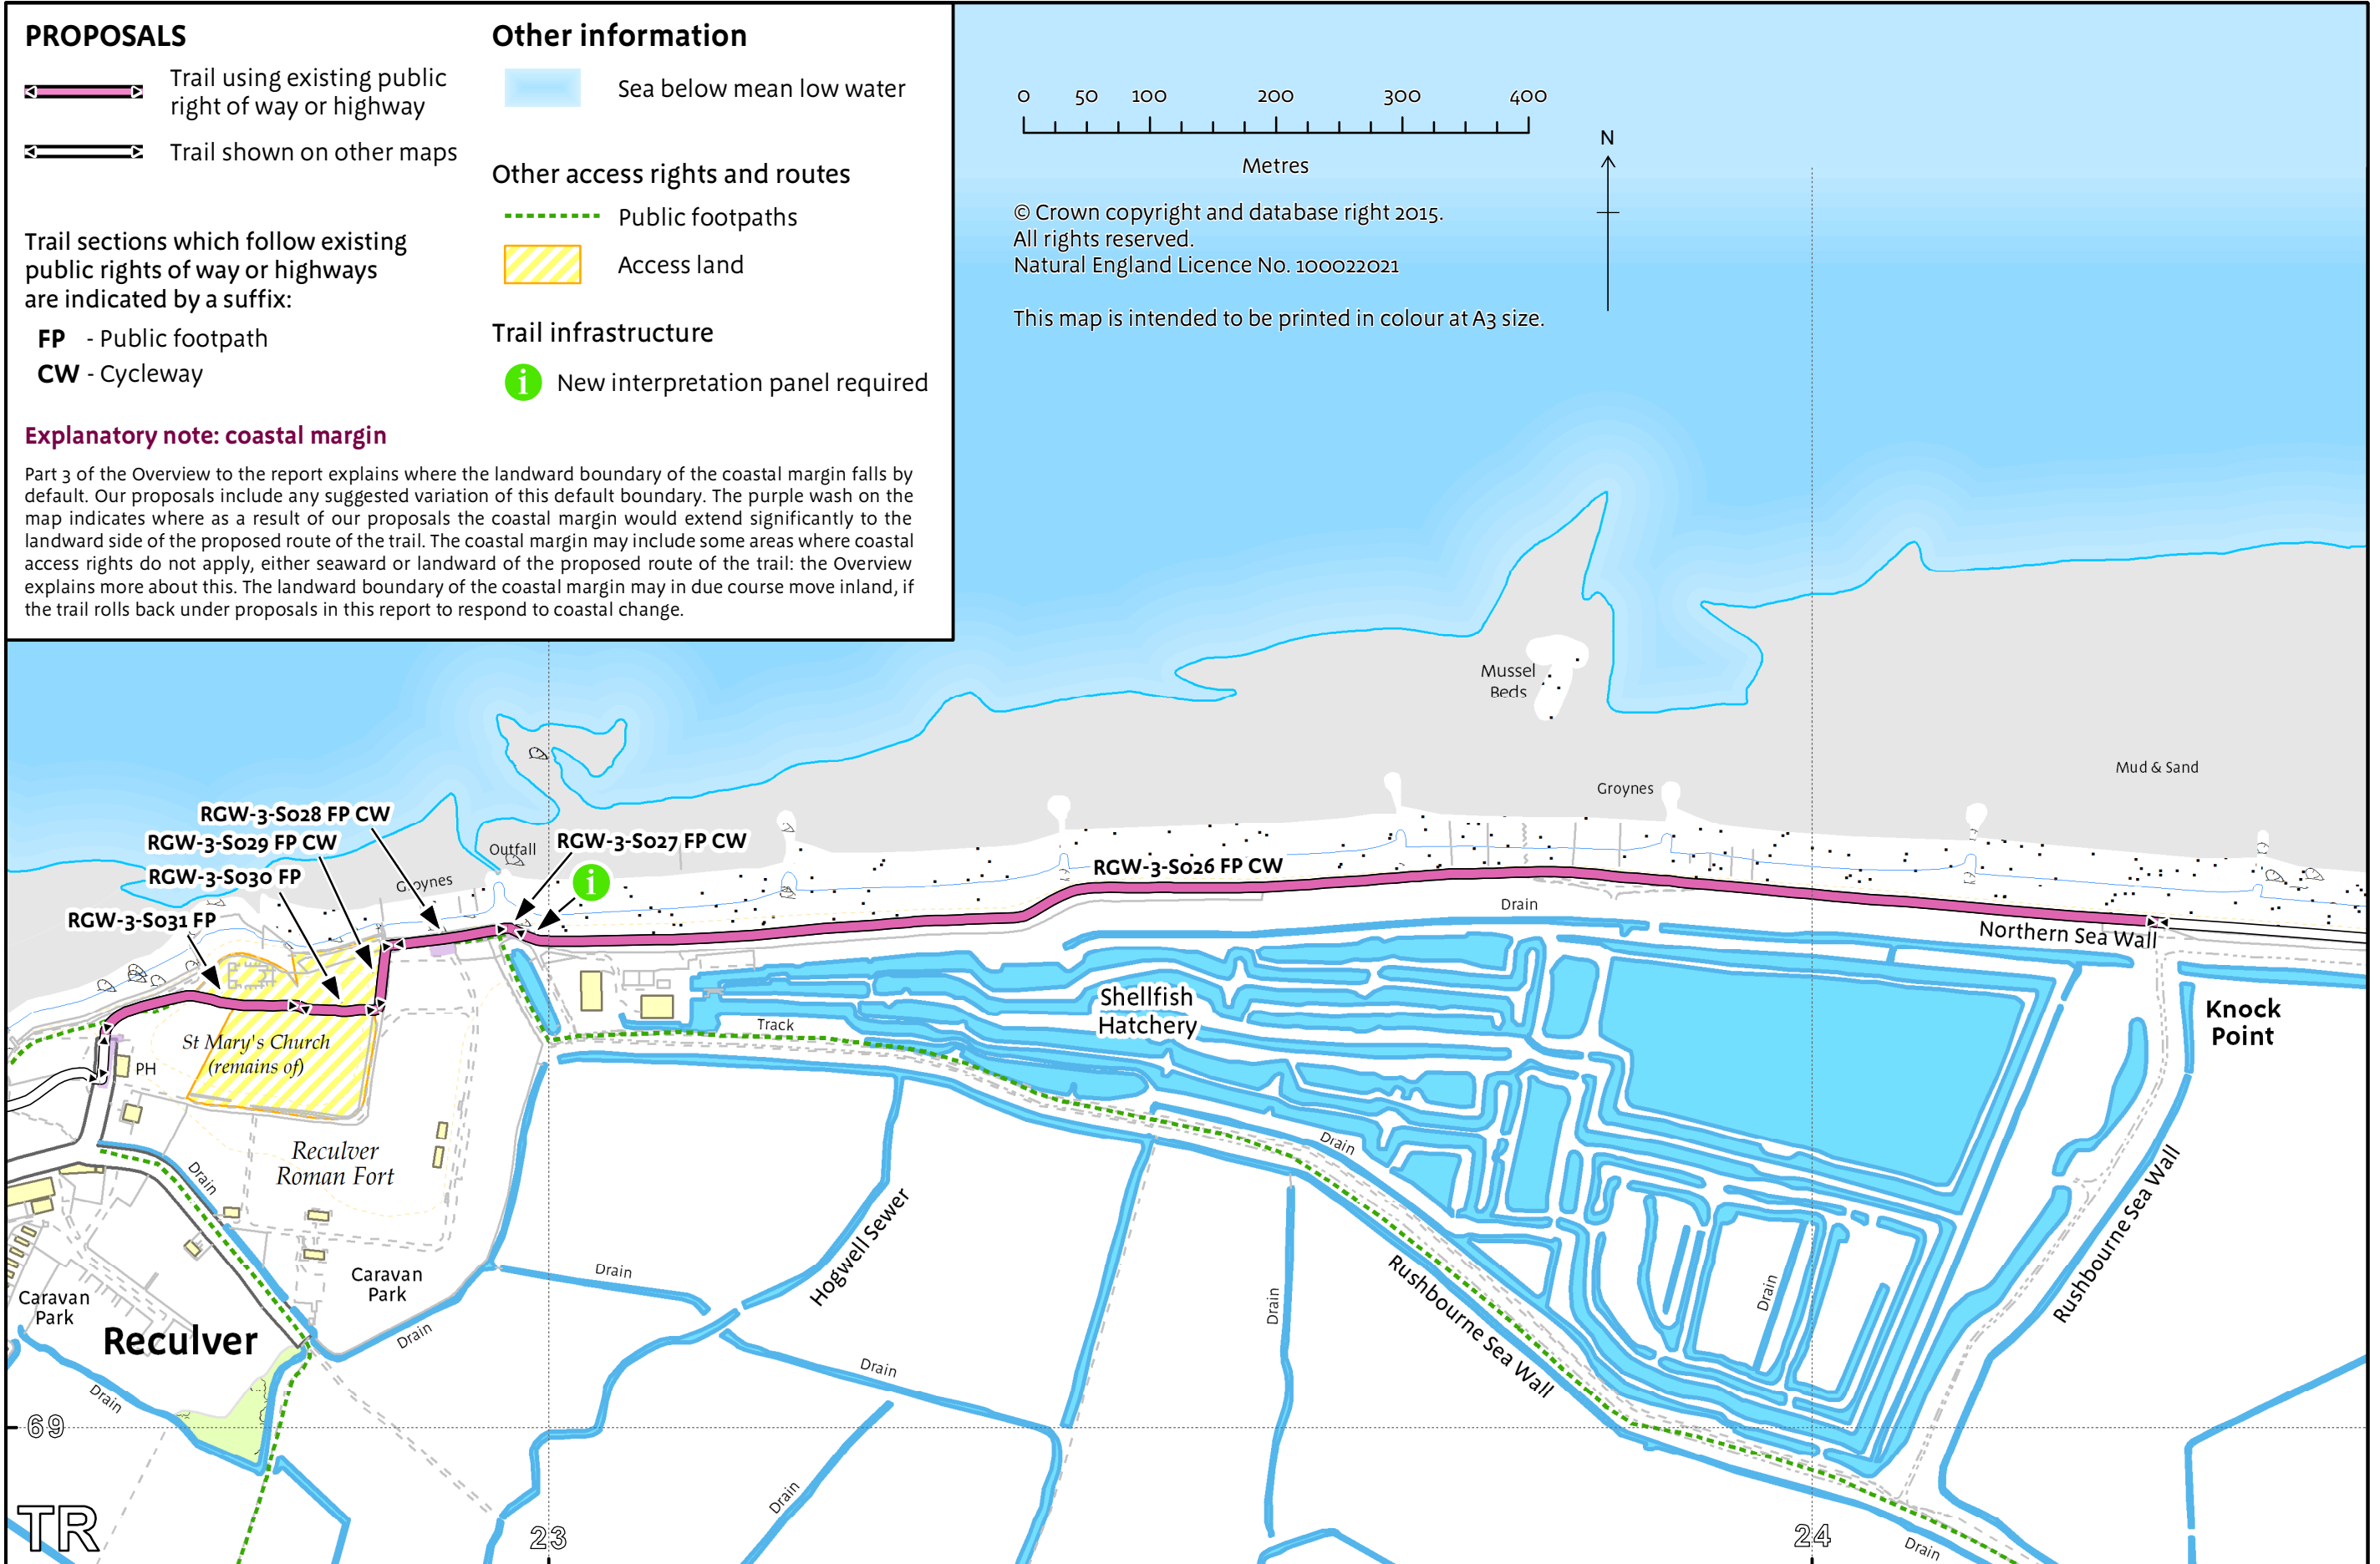 PROPOSALS
Trail using existing public
right of way or highway
Trail shown on other maps
Trail sections which follow existing
public rights of way or highways
are indicated by a suffix:
FP - Public footpath
CW - Cycleway
Other information
Sea below mean low water
Other access rights and routes
Public footpaths
Access land
Trail infrastructure
i New interpretation panel required
Explanatory note: coastal margin
Part 3 of the Overview to the report explains where the landward boundary of the coastal margin falls by
default. Our proposals include any suggested variation of this default boundary. The purple wash on the
map indicates where as a result of our proposals the coastal margin would extend significantly to the
landward side of the proposed route of the trail. The coastal margin may include some areas where coastal
access rights do not apply, either seaward or landward of the proposed route of the trail: the Overview
explains more about this. The landward boundary of the coastal margin may in due course move inland, if
the trail rolls back under proposals in this report to respond to coastal change.
0 50 100 200 300 400
Metres
N
© Crown copyright and database right 2015.
All rights reserved.
Natural England Licence No. 100022021
This map is intended to be printed in colour at A3 size.
Mussel
Beds
Mud & Sand
Groynes
RGW-3-S028 FP CW
RGW-3-S029 FP CW
RGW-3-S030 FP
RGW-3-S031 FP
Outfall
RGW-3-S027 FP CW
i
Groynes
RGW-3-S026 FP CW
Drain
Northern Sea Wall
Shellfish
Hatchery
Knock
Point
Track
St Mary's Church
(remains of)
PH
Reculver
Roman Fort
Drain
Drain
Rushbourne Sea Wall
Hogwell Sewer
Caravan
Park
Drain
Drain
Drain
Rushbourne Sea Wall
Caravan
Park
Reculver
Drain
Drain
Drain
69
Drain
TR
23
24
Drain